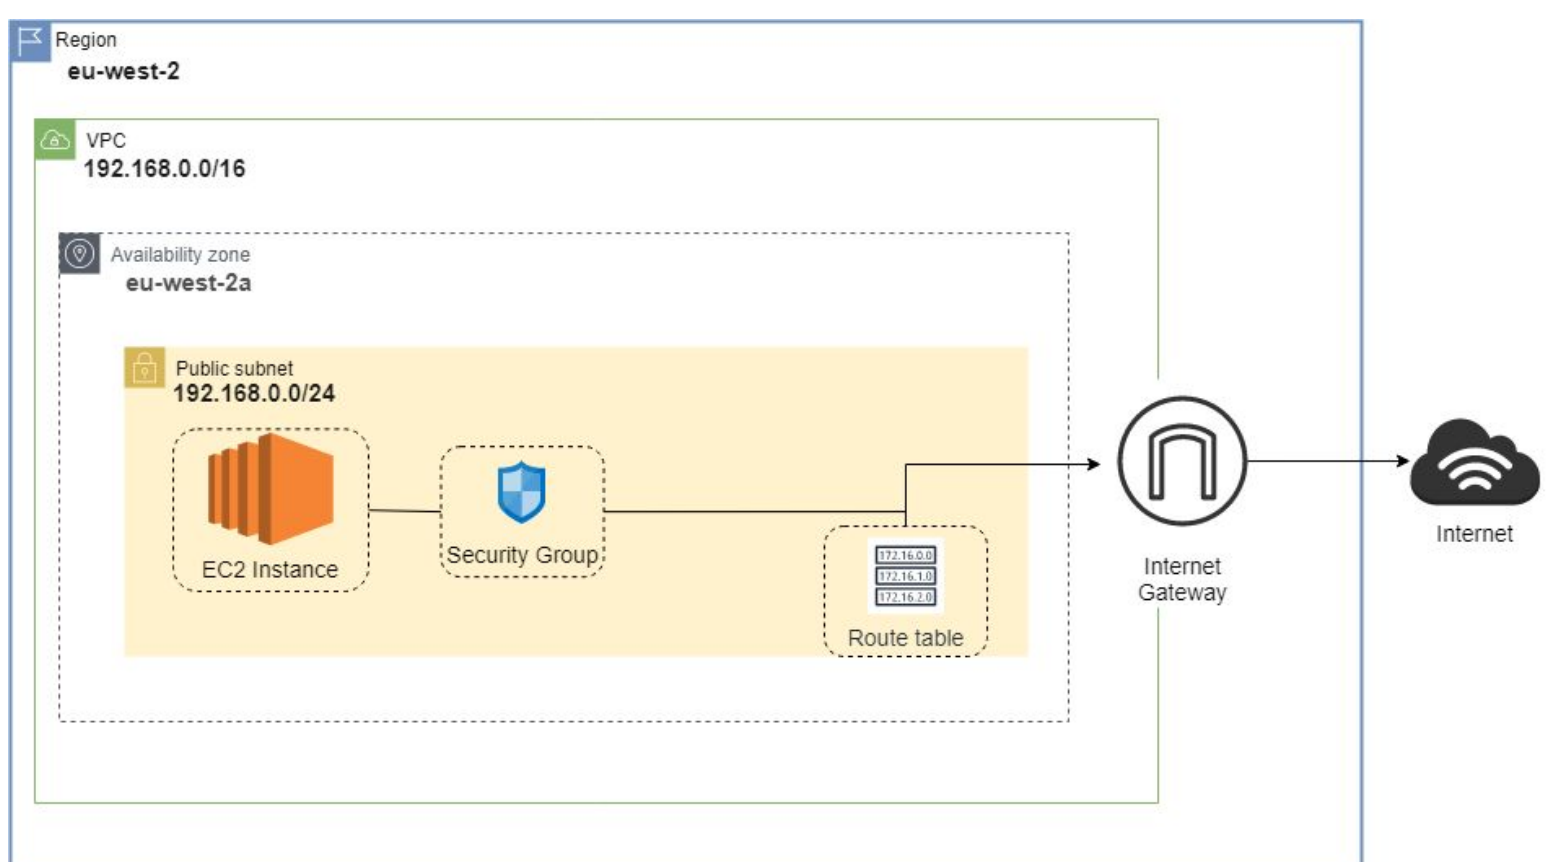 Region
eu-west-2
VPC
192.168.0.0/16
Availability zone
eu-west-2a
Public subnet
192.168.0.0/24
EC2 Instance
Security Group
172.16.0.0
172.16.1.0
172.16.2.0
Route table
Internet
Gateway
Internet